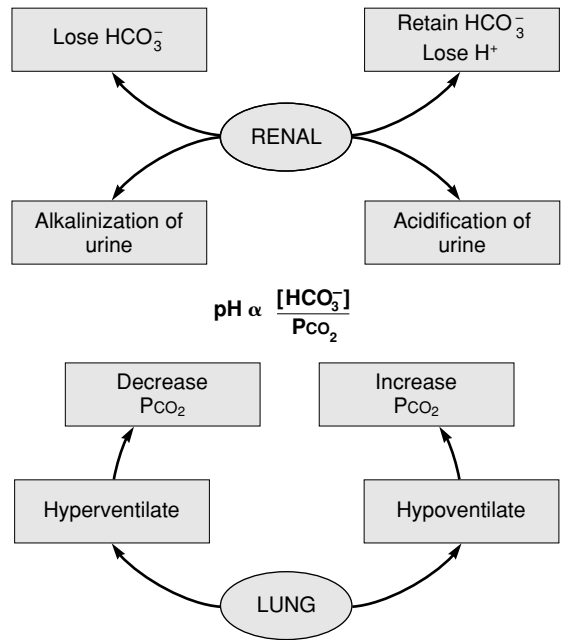 Lose HCO₃⁻
Retain HCO₃⁻
Lose H⁺
RENAL
Alkalinization of
urine
Acidification of
urine
pH α [HCO₃⁻]
PCO₂
Decrease
PCO₂
Increase
PCO₂
Hyperventilate
Hypoventilate
LUNG